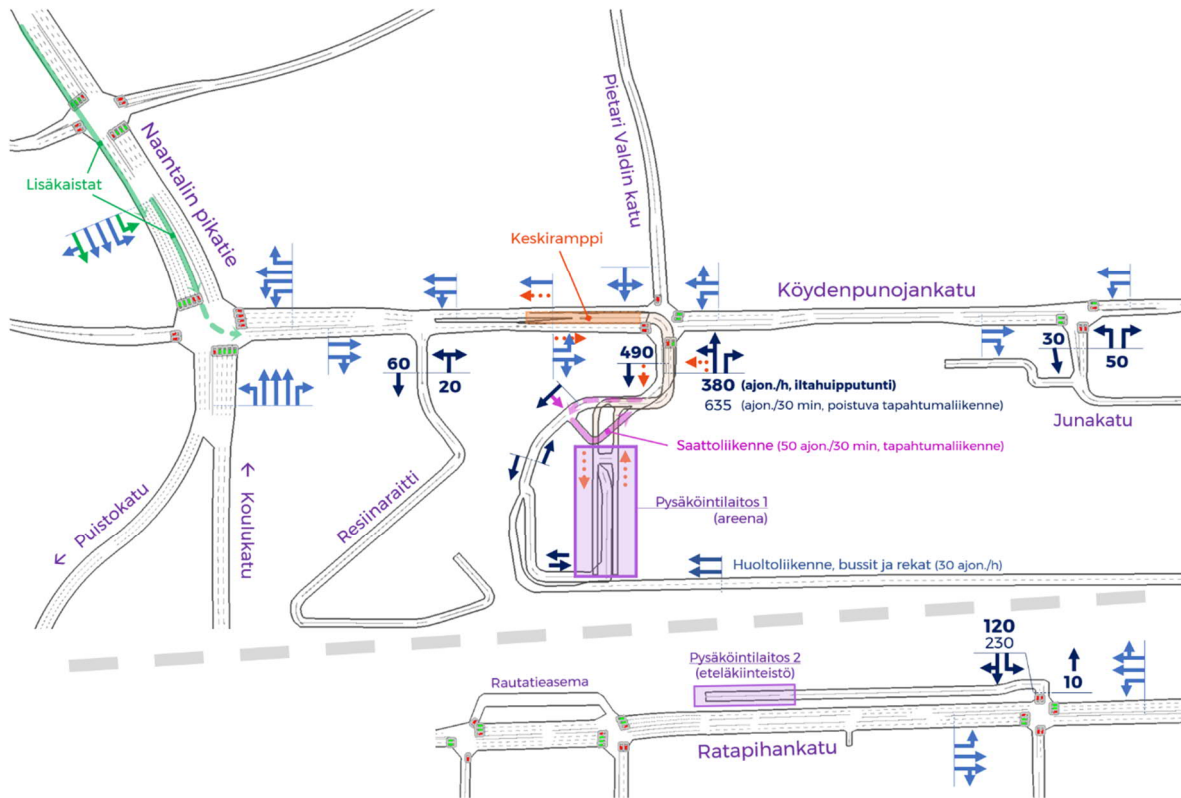 Pietari Valdin katu
Naantalin pikatie
Lisäkaistat
Keskiramppi
Köydenpunojankatu
60
20
490
380 (ajon./h, iltahuipputunti)
635 (ajon./30 min, poistuva tapahtumaliikenne)
30
50
Junakatu
Saattoliikenne (50 ajon./30 min, tapahtumaliikenne)
Puistokatu
Koulukatu
Resiinaraitti
Pysäköintilaitos 1
(areena)
Huoltoliikenne, bussit ja rekat (30 ajon./h)
120
230
10
Pysäköintilaitos 2
(eteläkiinteistö)
Rautatieasema
Ratapihankatu